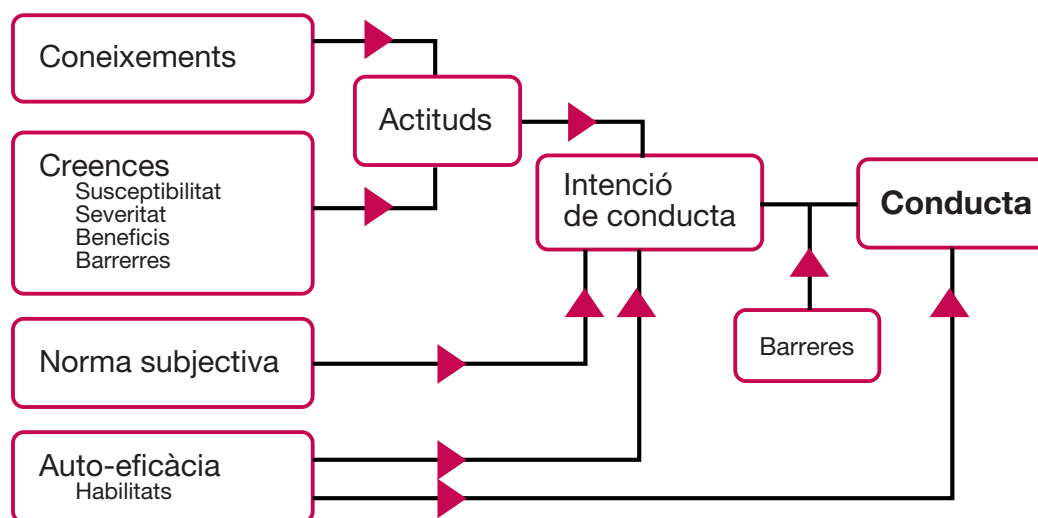 Coneixements
Actituds
Creences
Susceptibilitat
Severitat
Beneficis
Barrerres
Intenció
de conducta
Conducta
Barreres
Norma subjectiva
Auto-eficàcia
Habilitats